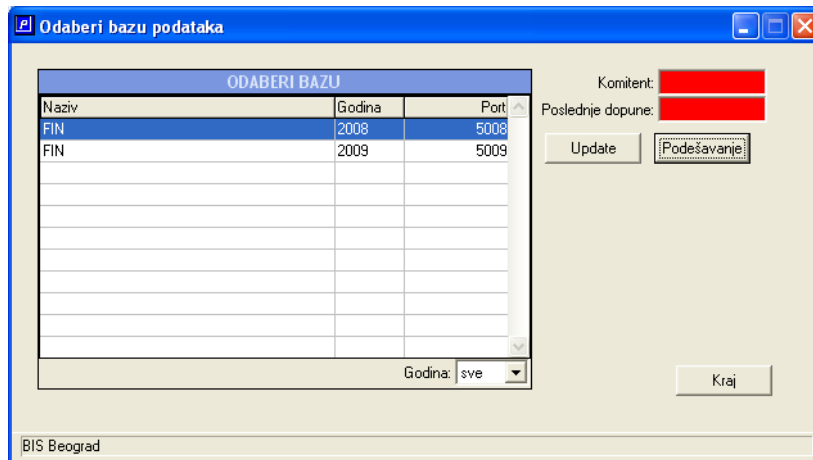 Odaberi bazu podataka
ODABERI BAZU
Naziv Godina Port
FIN 2008 5008
FIN 2009 5009
Godina: sve
Komitent:
Poslednje dopune:
Update Podešavanje
Kraj
BIS Beograd